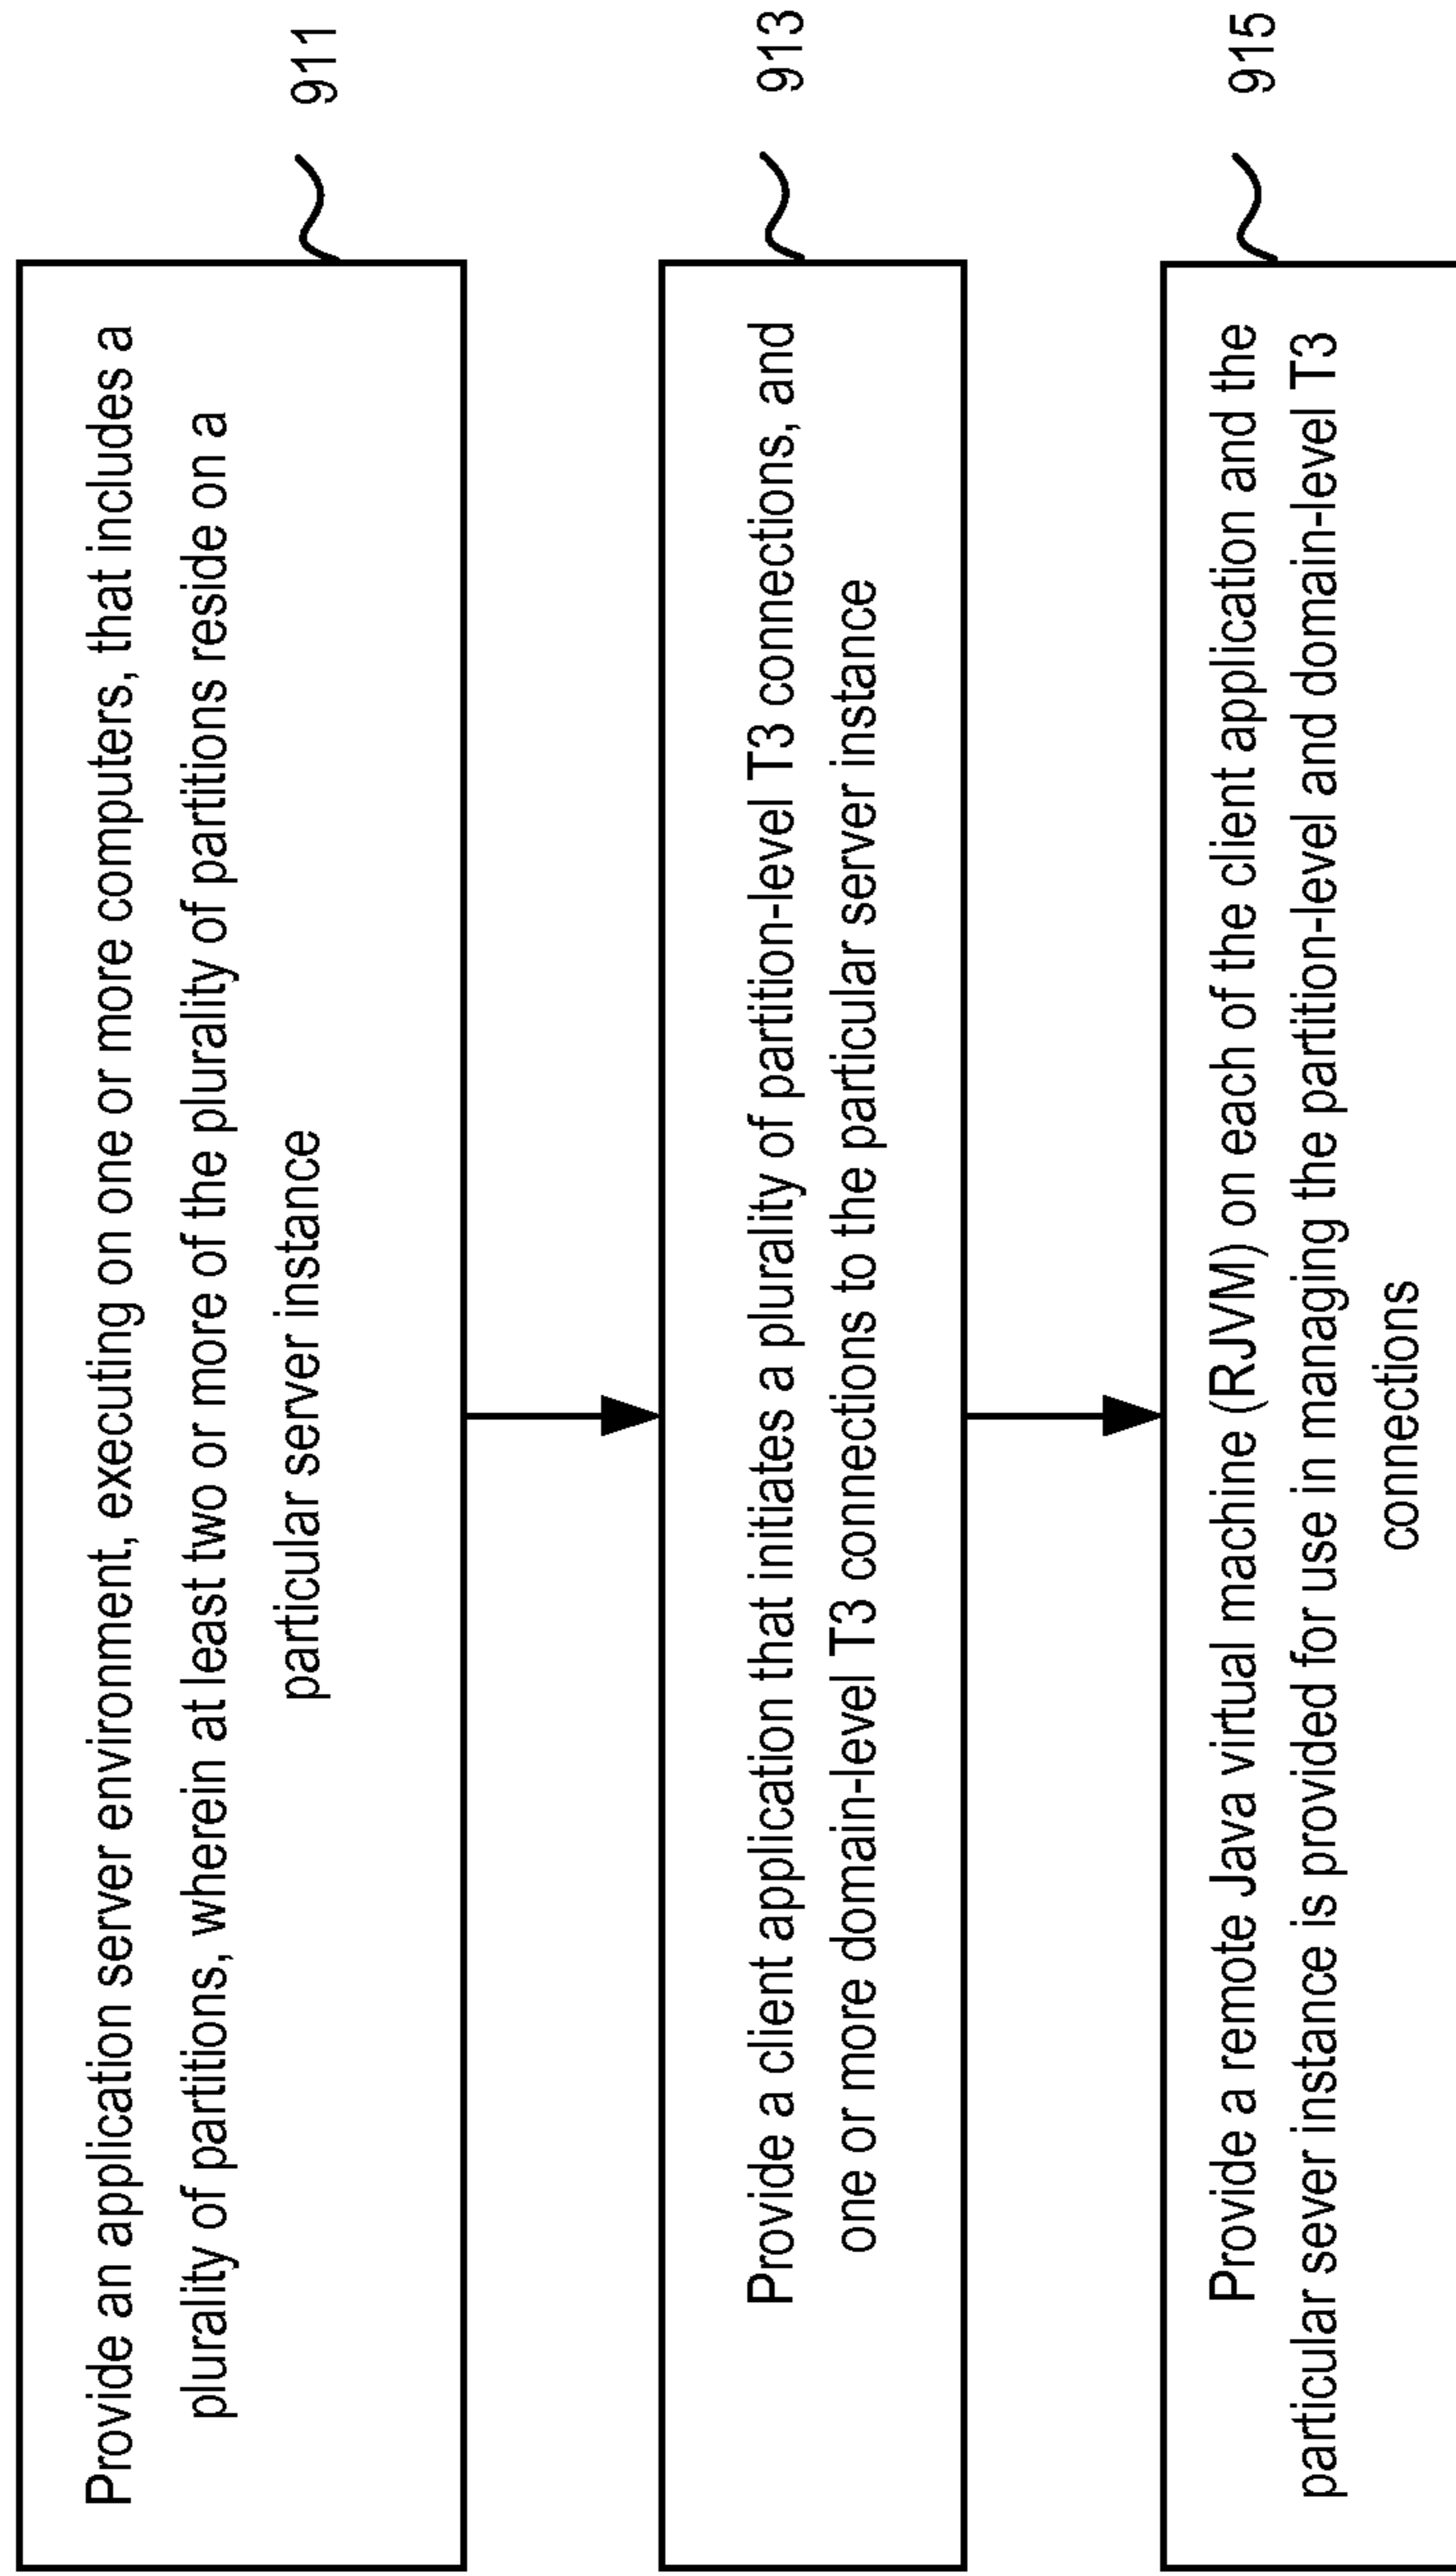 Provide an application server environment, executing on one or more computers, that includes a
plurality of partitions, wherein at least two or more of the plurality of partitions reside on a
particular server instance
911
Provide a client application that initiates a plurality of partition-level T3 connections, and
one or more domain-level T3 connections to the particular server instance
913
Provide a remote Java virtual machine (RJVM) on each of the client application and the
particular sever instance is provided for use in managing the partition-level and domain-level T3
connections
915